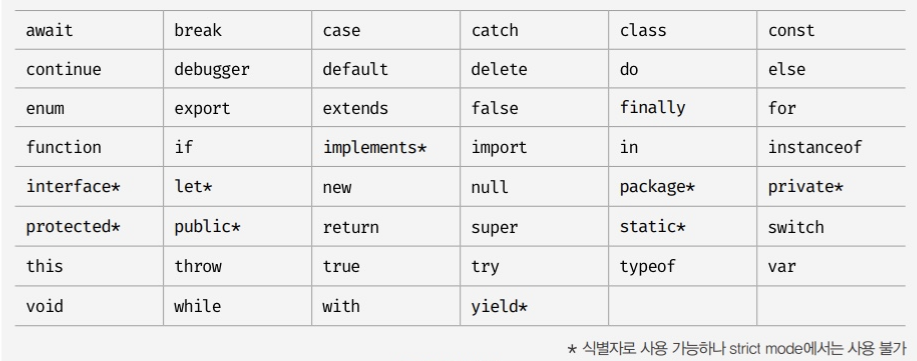 await break case catch class const
continue debugger default delete do else
enum export extends false finally for
function if implements* import in instanceof
interface* let* new null package* private*
protected* public* return super static* switch
this throw true try typeof var
void while with yield*
* 식별자로 사용 가능하나 strict mode에서는 사용 불가